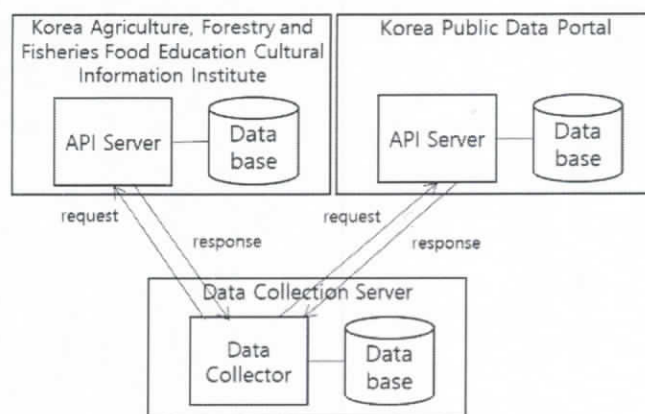 Korea Agriculture, Forestry and
Fisheries Food Education Cultural
Information Institute
API Server
Data
base
Korea Public Data Portal
API Server
Data
base
request
response
request
response
Data Collection Server
Data
Collector
Data
base